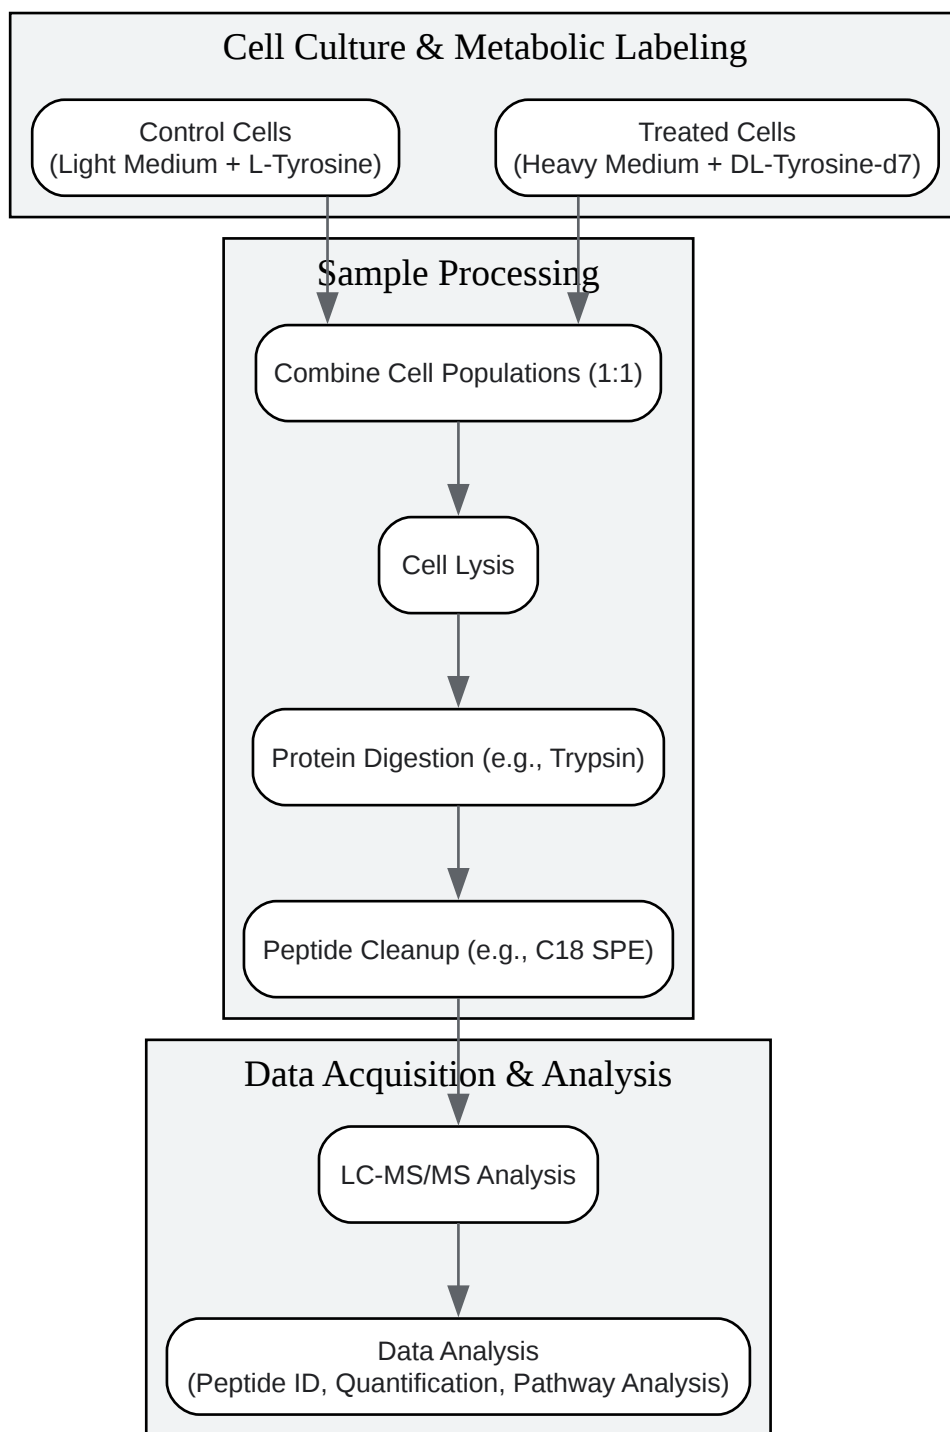 Cell Culture & Metabolic Labeling
Control Cells
(Light Medium + L-Tyrosine)
Treated Cells
(Heavy Medium + DL-Tyrosine-d7)
Sample Processing
Combine Cell Populations (1:1)
Cell Lysis
Protein Digestion (e.g., Trypsin)
Peptide Cleanup (e.g., C18 SPE)
Data Acquisition & Analysis
LC-MS/MS Analysis
Data Analysis
(Peptide ID, Quantification, Pathway Analysis)